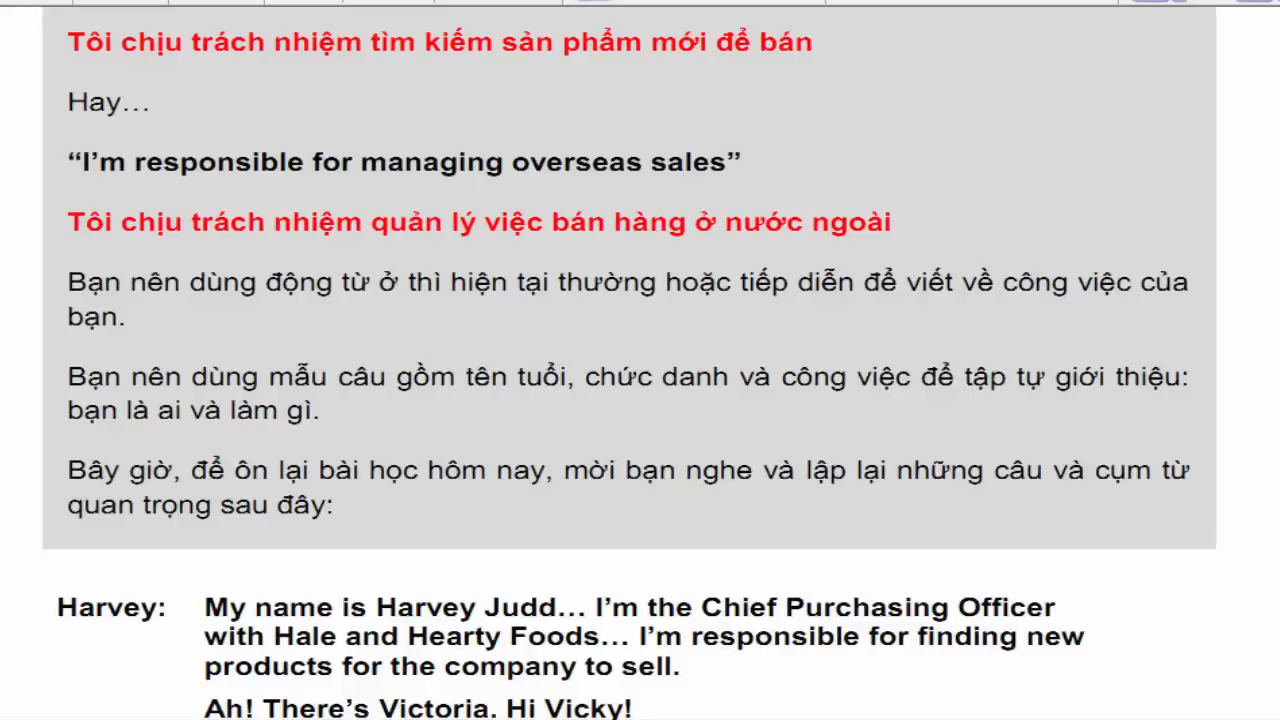 Tôi chịu trách nhiệm tìm kiếm sản phẩm mới để bán
Hay…
“I’m responsible for managing overseas sales”
Tôi chịu trách nhiệm quản lý việc bán hàng ở nước ngoài
Bạn nên dùng động từ ở thì hiện tại thường hoặc tiếp diễn để viết về công việc của
bạn.
Bạn nên dùng mẫu câu gồm tên tuổi, chức danh và công việc để tập tự giới thiệu:
bạn là ai và làm gì.
Bây giờ, để ôn lại bài học hôm nay, mời bạn nghe và lập lại những câu và cụm từ
quan trọng sau đây:
Harvey: My name is Harvey Judd… I’m the Chief Purchasing Officer
with Hale and Hearty Foods… I’m responsible for finding new
products for the company to sell.
Ah! There’s Victoria. Hi Vicky!